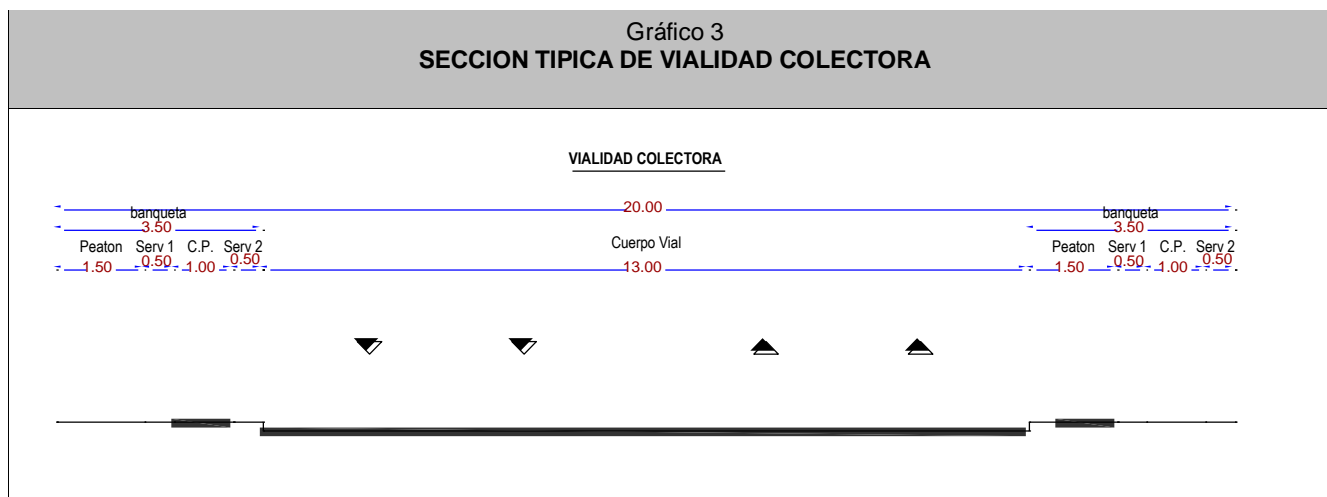 Gráfico 3
SECCION TIPICA DE VIALIDAD COLECTORA
VIALIDAD COLECTORA
20.00
banqueta banqueta
3.50 3.50
Peaton Serv 1 C.P. Serv 2 Cuerpo Vial Peaton Serv 1 C.P. Serv 2
1.50 0.50 1.00 0.50 13.00 1.50 0.50 1.00 0.50